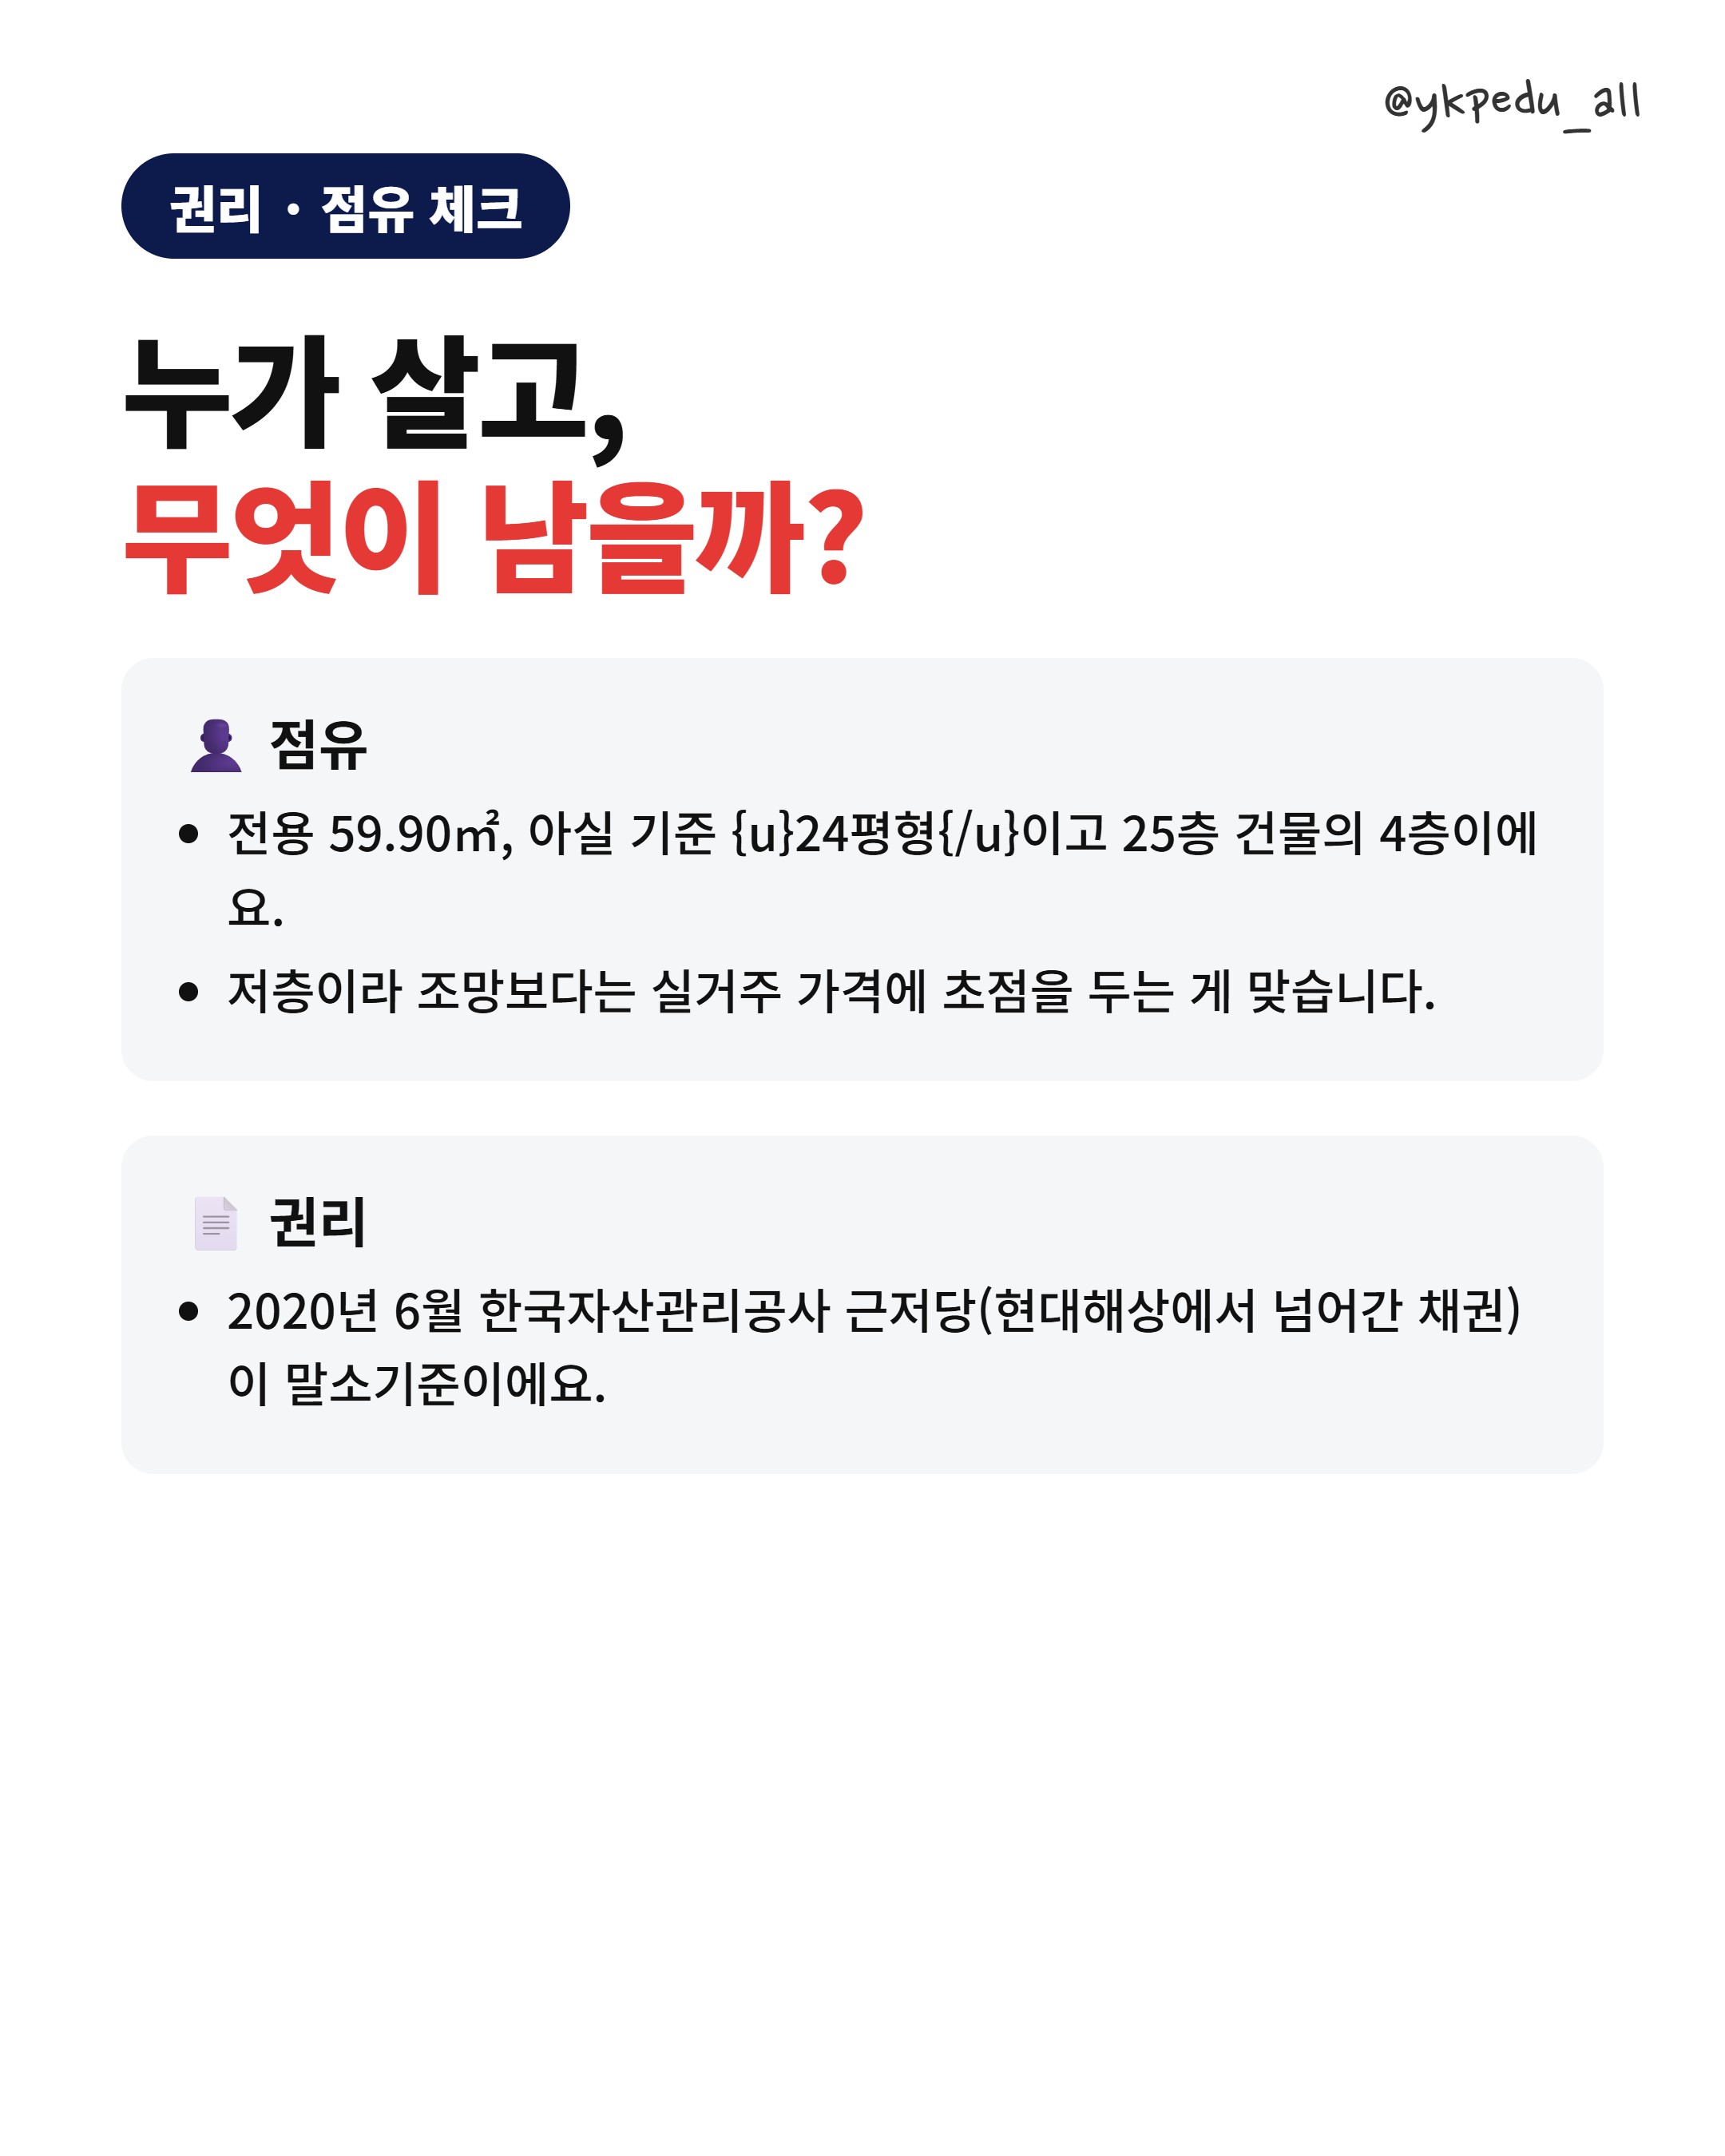 @ykpedu_all
권리 · 점유 체크
누가 살고,
무엇이 남을까?
점유
• 전용 59.90㎡, 아실 기준 {u}24평형{/u}이고 25층 건물의 4층이에
요.
• 저층이라 조망보다는 실거주 가격에 초점을 두는 게 맞습니다.
권리
• 2020년 6월 한국자산관리공사 근저당(현대해상에서 넘어간 채권)
이 말소기준이에요.